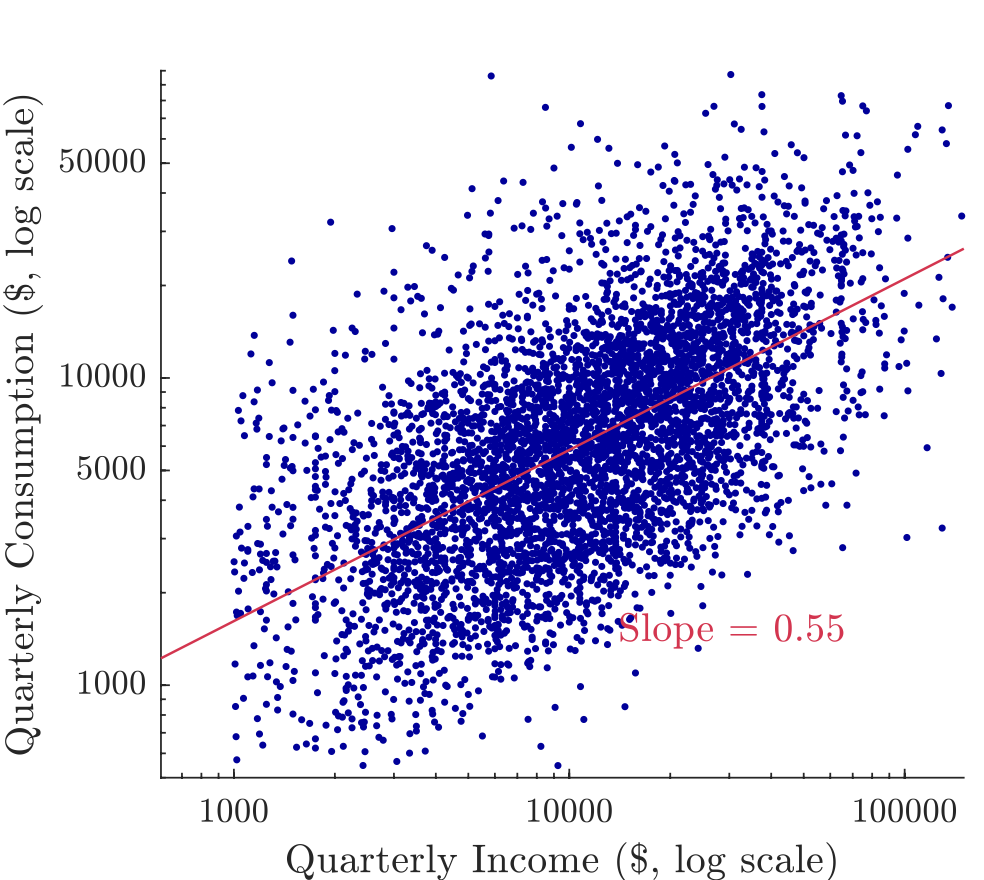 Quarterly Consumption ($, log scale)
50000
10000
5000
1000
Slope = 0.55
1000 10000 100000
Quarterly Income ($, log scale)